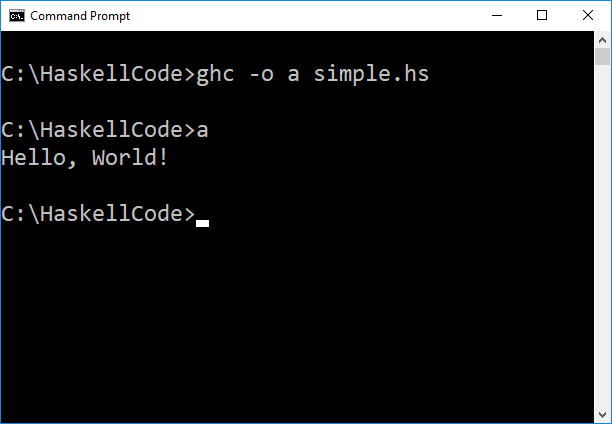 Command Prompt
C:\HaskellCode>ghc -o a simple.hs
C:\HaskellCode>a
Hello, World!
C:\HaskellCode>